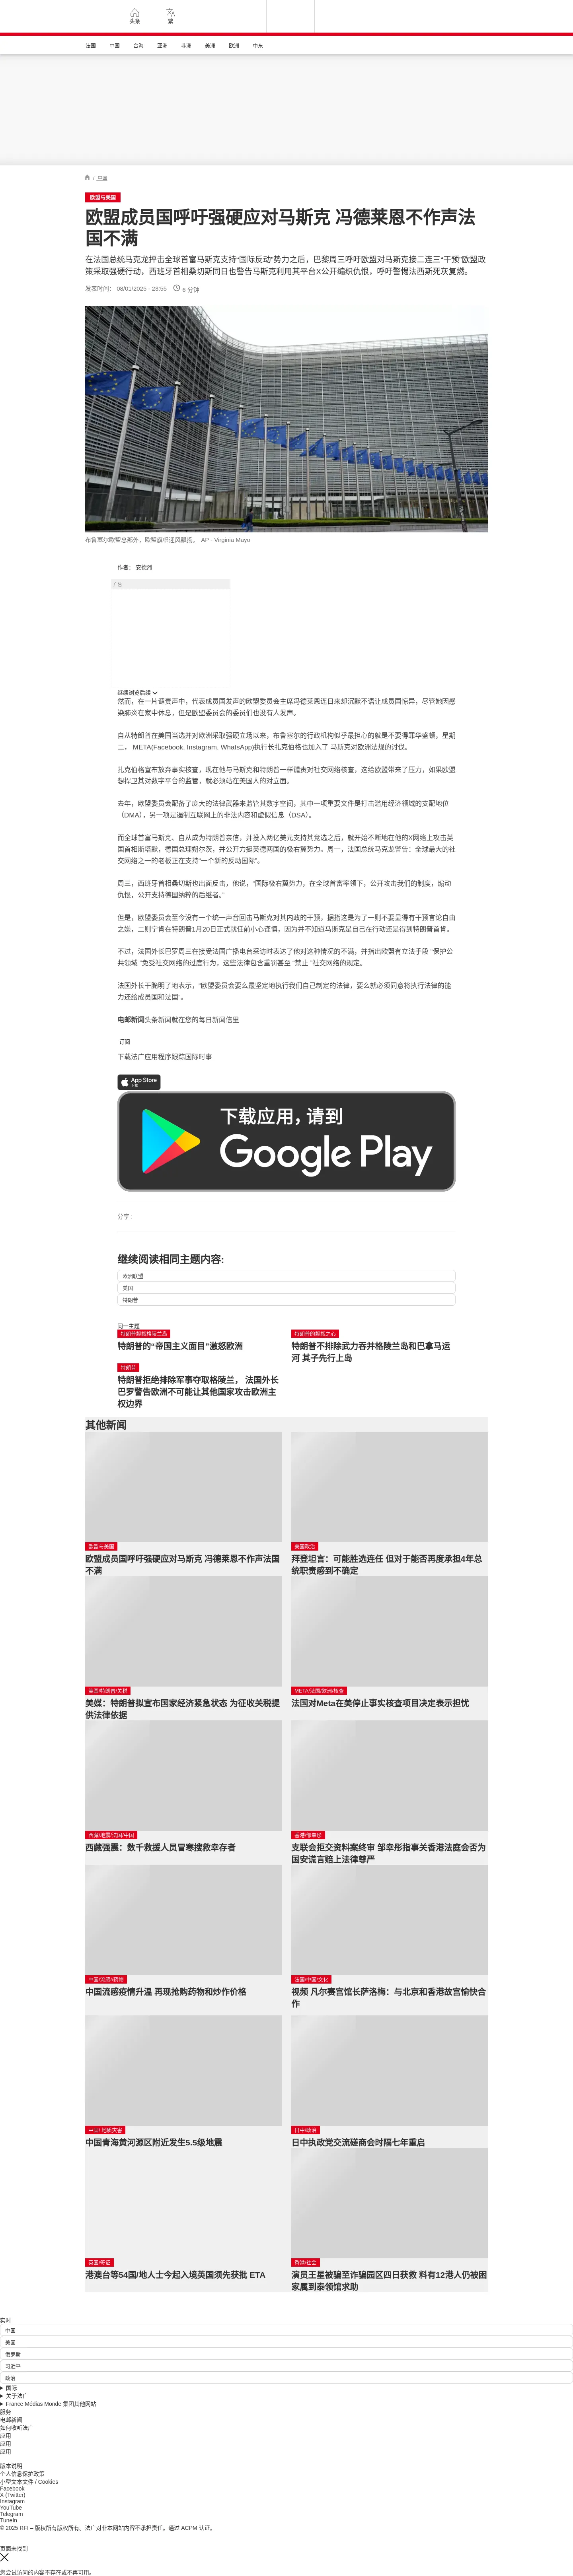 头条
繁
法国
中国
台海
亚洲
非洲
美洲
欧洲
中东
/ 中国
欧盟与美国
欧盟成员国呼吁强硬应对马斯克 冯德莱恩不作声法
国不满
在法国总统马克龙抨击全球首富马斯克支持“国际反动”势力之后，巴黎周三呼吁欧盟对马斯克接二连三“干预”欧盟政
策采取强硬行动，西班牙首相桑切斯同日也警告马斯克利用其平台X公开编织仇恨，呼吁警惕法西斯死灰复燃。
发表时间： 08/01/2025 - 23:55 6 分钟
布鲁塞尔欧盟总部外，欧盟旗帜迎风飘扬。 AP - Virginia Mayo
作者： 安德烈
广告
继续浏览后续
然而，在一片谴责声中，代表成员国发声的欧盟委员会主席冯德莱恩连日来却沉默不语让成员国惊异，尽管她因感
染肺炎在家中休息，但是欧盟委员会的委员们也没有人发声。
自从特朗普在美国当选并对欧洲采取强硬立场以来，布鲁塞尔的行政机构似乎最担心的就是不要得罪华盛顿，星期
二， META(Facebook, Instagram, WhatsApp)执行长扎克伯格也加入了 马斯克对欧洲法规的讨伐。
扎克伯格宣布放弃事实核查，现在他与马斯克和特朗普一样谴责对社交网络核查，这给欧盟带来了压力，如果欧盟
想捍卫其对数字平台的监管，就必须站在美国人的对立面。
去年，欧盟委员会配备了庞大的法律武器来监管其数字空间，其中一项重要文件是打击滥用经济领域的支配地位
（DMA），另一项是遏制互联网上的非法内容和虚假信息（DSA）。
而全球首富马斯克、自从成为特朗普亲信，并投入两亿美元支持其竞选之后，就开始不断地在他的X网络上攻击英
国首相斯塔默，德国总理朔尔茨，并公开力挺英德两国的极右翼势力。周一，法国总统马克龙警告：全球最大的社
交网络之一的老板正在支持“一个新的反动国际”。
周三，西班牙首相桑切斯也出面反击，他说，“国际极右翼势力，在全球首富率领下，公开攻击我们的制度，煽动
仇恨，公开支持德国纳粹的后继者。”
但是，欧盟委员会至今没有一个统一声音回击马斯克对其内政的干预，据指这是为了一则不要显得有干预言论自由
之嫌，二则宁肯在特朗普1月20日正式就任前小心谨慎，因为并不知道马斯克是自己在行动还是得到特朗普首肯。
不过，法国外长巴罗周三在接受法国广播电台采访时表达了他对这种情况的不满，并指出欧盟有立法手段 “保护公
共领域 ”免受社交网络的过度行为，这些法律包含重罚甚至 “禁止 ”社交网络的规定。
法国外长干脆明了地表示，“欧盟委员会要么最坚定地执行我们自己制定的法律，要么就必须同意将执行法律的能
力还给成员国和法国”。
电邮新闻头条新闻就在您的每日新闻信里
订阅
下载法广应用程序跟踪国际时事
App Store
下载
下载应用，请到
Google Play
分享 :
继续阅读相同主题内容:
欧洲联盟
美国
特朗普
同一主题
特朗普觊觎格陵兰岛
特朗普的“帝国主义面目”激怒欧洲
特朗普的觊觎之心
特朗普不排除武力吞并格陵兰岛和巴拿马运
河 其子先行上岛
特朗普
特朗普拒绝排除军事夺取格陵兰， 法国外长
巴罗警告欧洲不可能让其他国家攻击欧洲主
权边界
其他新闻
欧盟与美国
欧盟成员国呼吁强硬应对马斯克 冯德莱恩不作声法国
不满
美国政治
拜登坦言：可能胜选连任 但对于能否再度承担4年总
统职责感到不确定
美国/特朗普/关税
美媒：特朗普拟宣布国家经济紧急状态 为征收关税提
供法律依据
META/法国/欧洲/核查
法国对Meta在美停止事实核查项目决定表示担忧
西藏/地震/法国/中国
西藏强震：数千救援人员冒寒搜救幸存者
香港/邹幸彤
支联会拒交资料案终审 邹幸彤指事关香港法庭会否为
国安谎言赔上法律尊严
中国/流感=药物
中国流感疫情升温 再现抢购药物和炒作价格
法国/中国/文化
视频 凡尔赛宫馆长萨洛梅：与北京和香港故宫愉快合
作
中国/ 地质灾害
中国青海黄河源区附近发生5.5级地震
日中/政治
日中执政党交流磋商会时隔七年重启
英国/签证
港澳台等54国/地人士今起入境英国须先获批 ETA
香港/社会
演员王星被骗至诈骗园区四日获救 料有12港人仍被困
家属到泰领馆求助
实时
中国
美国
俄罗斯
习近平
政治
国际
关于法广
France Médias Monde 集团其他网站
服务
电邮新闻
如何收听法广
应用
应用
应用
版本说明
个人信息保护政策
小型文本文件 / Cookies
Facebook
X (Twitter)
Instagram
YouTube
Telegram
TuneIn
© 2025 RFI – 版权所有版权所有。法广对非本网站内容不承担责任。通过 ACPM 认证。
页面未找到
您尝试访问的内容不存在或不再可用。